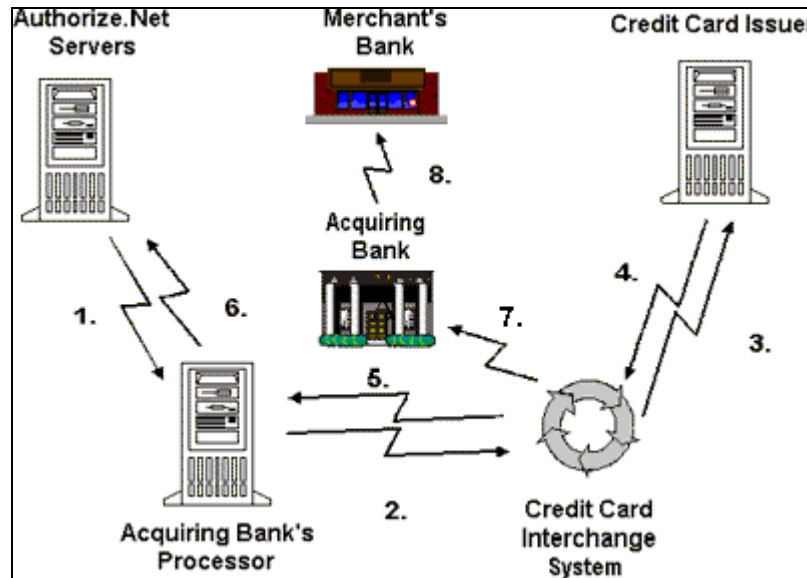 Authorize.Net
Servers
Merchant's
Bank
Credit Card Issuer
8.
Acquiring
Bank
1.
6.
4.
7.
3.
5.
2.
Acquiring Bank's
Processor
Credit Card
Interchange
System